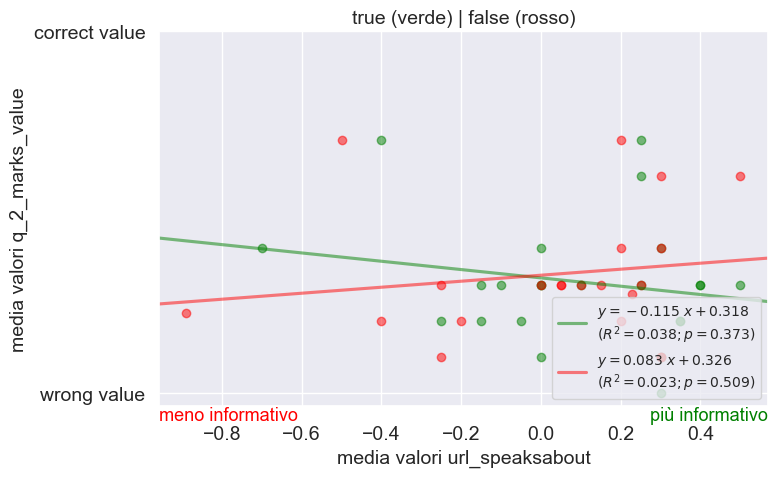 true (verde) | false (rosso)
correct value
media valori q_2_marks_value
wrong value
y = −0.115 x + 0.318
(R² = 0.038; p = 0.373)
y = 0.083 x + 0.326
(R² = 0.023; p = 0.509)
meno informativo
più informativo
−0.8 −0.6 −0.4 −0.2 0.0 0.2 0.4
media valori url_speaksabout